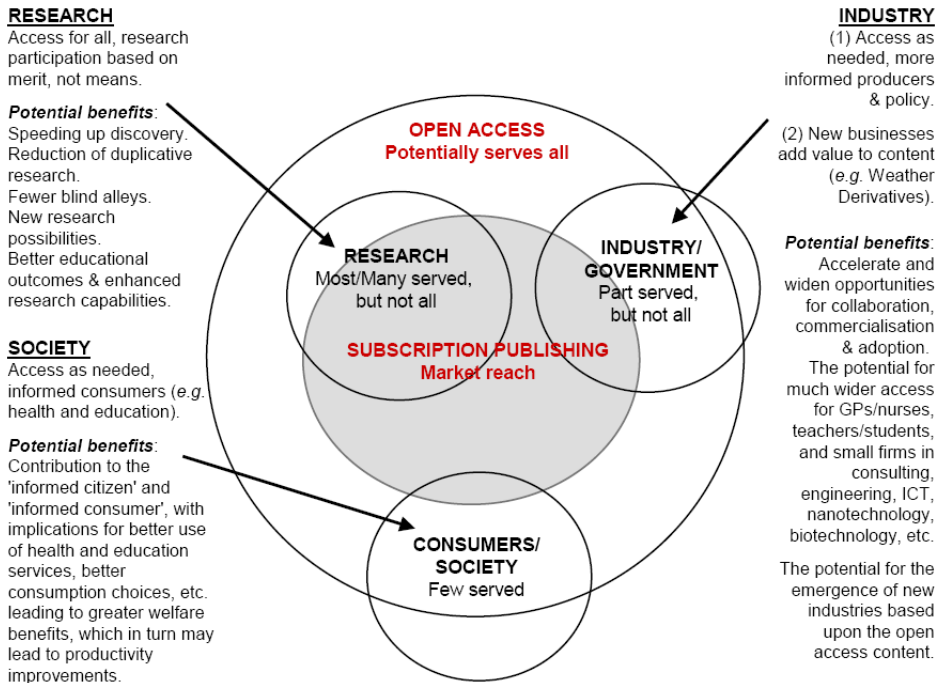 RESEARCH
Access for all, research
participation based on
merit, not means.
Potential benefits:
Speeding up discovery.
Reduction of duplicative
research.
Fewer blind alleys.
New research
possibilities.
Better educational
outcomes & enhanced
research capabilities.
SOCIETY
Access as needed,
informed consumers (e.g.
health and education).
Potential benefits:
Contribution to the
'informed citizen' and
'informed consumer', with
implications for better use
of health and education
services, better
consumption choices, etc.
leading to greater welfare
benefits, which in turn may
lead to productivity
improvements.
OPEN ACCESS
Potentially serves all
RESEARCH
Most/Many served,
but not all
INDUSTRY/
GOVERNMENT
Part served,
but not all
SUBSCRIPTION PUBLISHING
Market reach
CONSUMERS/
SOCIETY
Few served
INDUSTRY
(1) Access as
needed, more
informed producers
& policy.
(2) New businesses
add value to content
(e.g. Weather
Derivatives).
Potential benefits:
Accelerate and
widen opportunities
for collaboration,
commercialisation
& adoption.
The potential for
much wider access
for GPs/nurses,
teachers/students,
and small firms in
consulting,
engineering, ICT,
nanotechnology,
biotechnology, etc.
The potential for the
emergence of new
industries based
upon the open
access content.